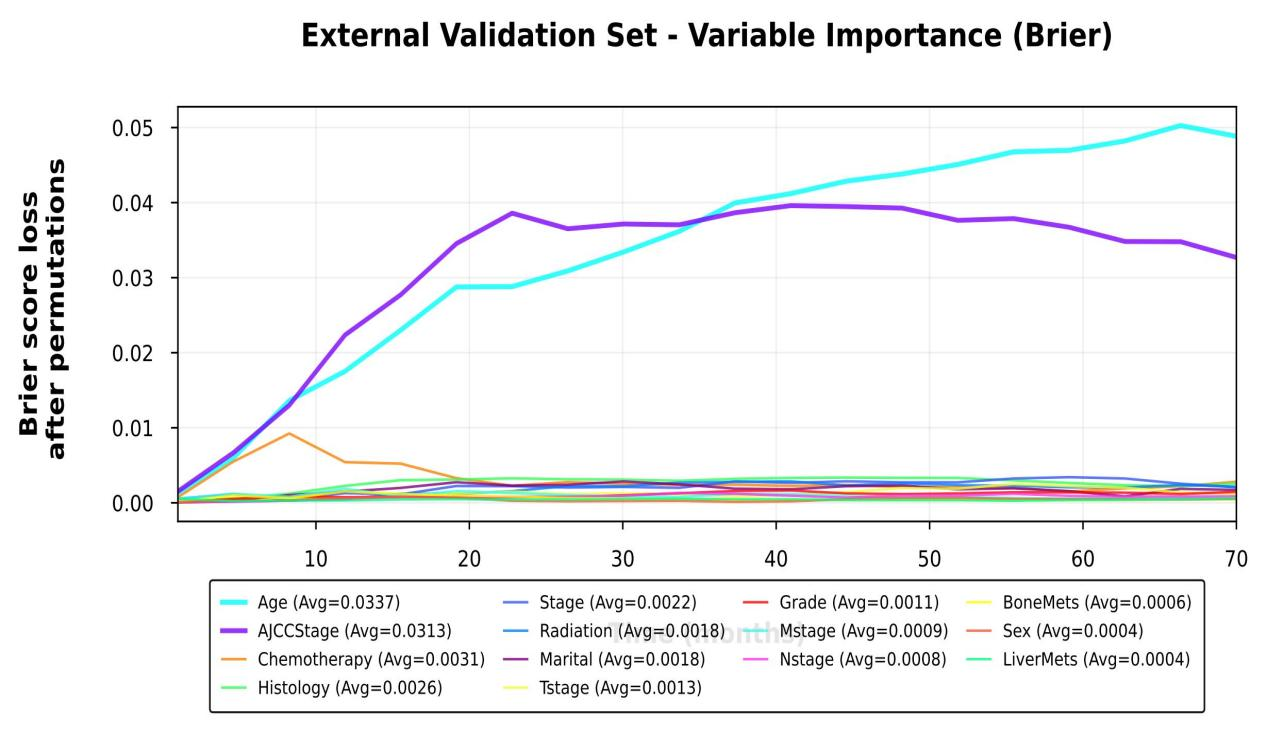 External Validation Set - Variable Importance (Brier)
Brier score loss
after permutations
0.05
0.04
0.03
0.02
0.01
0.00
10 20 30 40 50 60 70
Time (months)
Age (Avg=0.0337) Stage (Avg=0.0022) Grade (Avg=0.0011) BoneMets (Avg=0.0006)
AJCCStage (Avg=0.0313) Radiation (Avg=0.0018) Mstage (Avg=0.0009) Sex (Avg=0.0004)
Chemotherapy (Avg=0.0031) Marital (Avg=0.0018) Nstage (Avg=0.0008) LiverMets (Avg=0.0004)
Histology (Avg=0.0026) Tstage (Avg=0.0013)